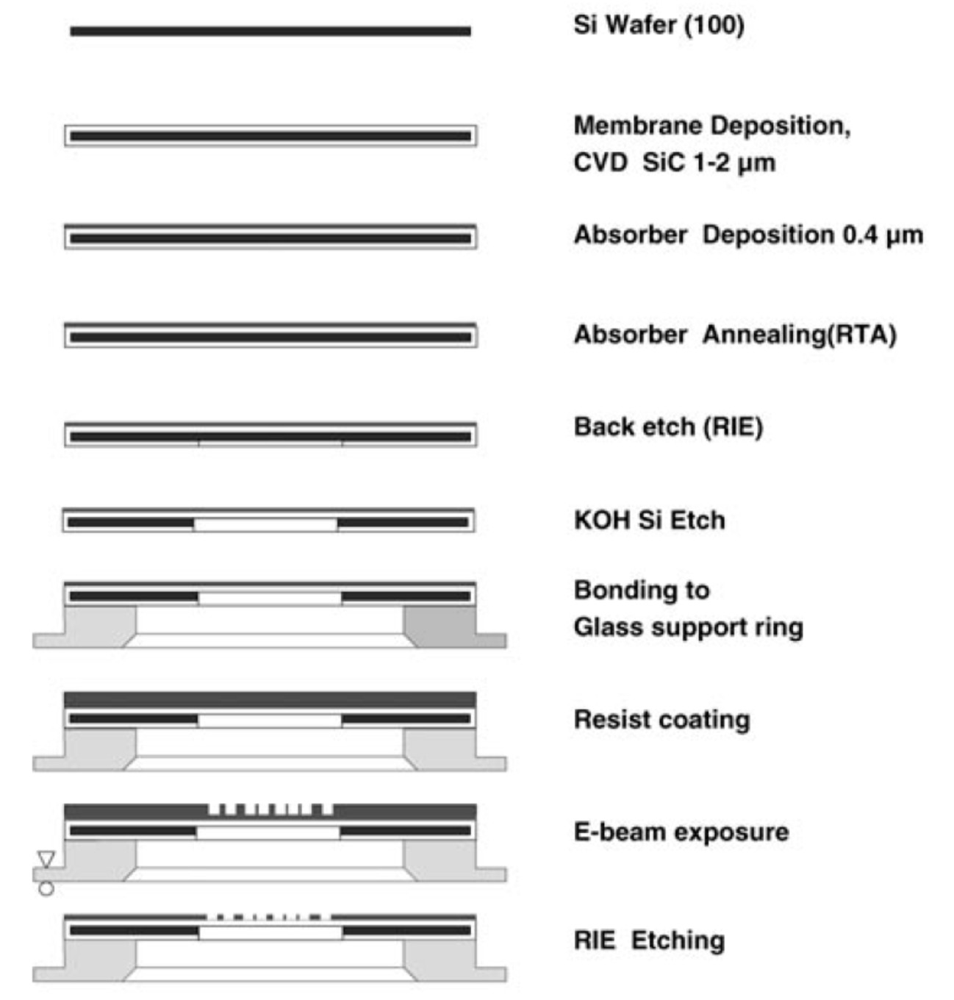 Si Wafer (100)
Membrane Deposition,
CVD SiC 1-2 µm
Absorber Deposition 0.4 µm
Absorber Annealing(RTA)
Back etch (RIE)
KOH Si Etch
Bonding to
Glass support ring
Resist coating
E-beam exposure
RIE Etching